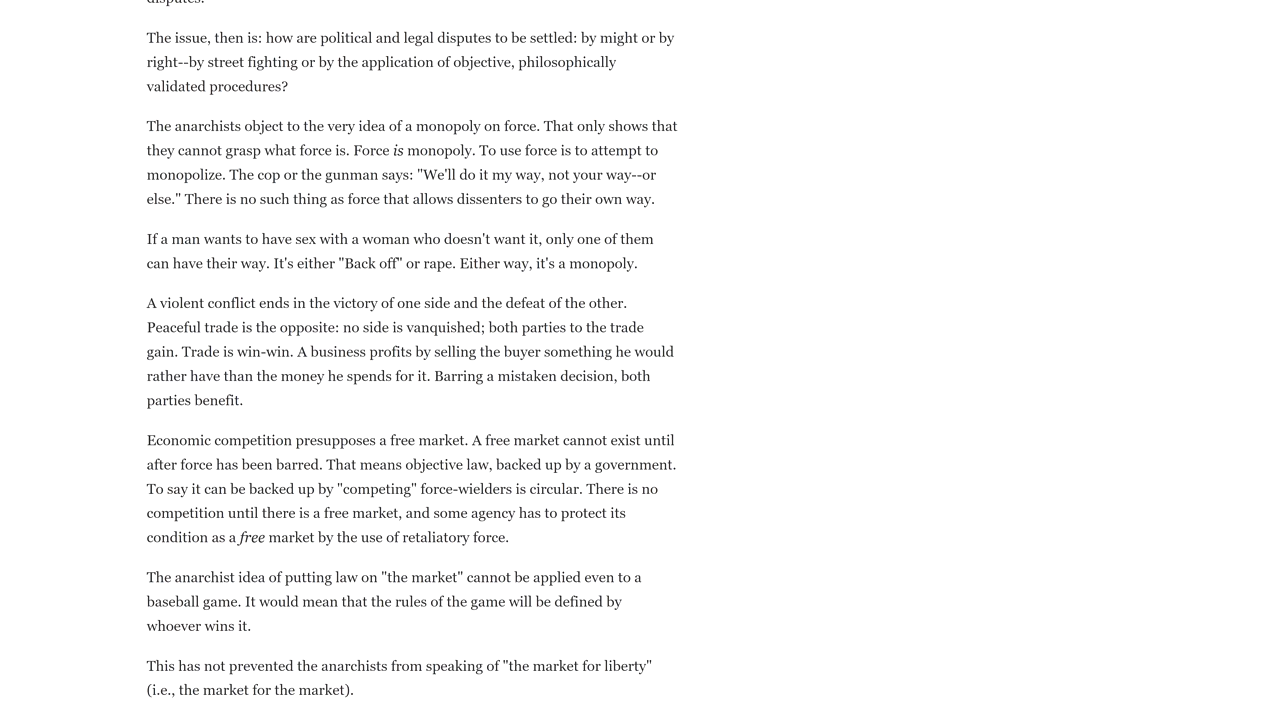 disputes.
The issue, then is: how are political and legal disputes to be settled: by might or by
right--by street fighting or by the application of objective, philosophically
validated procedures?
The anarchists object to the very idea of a monopoly on force. That only shows that
they cannot grasp what force is. Force is monopoly. To use force is to attempt to
monopolize. The cop or the gunman says: "We'll do it my way, not your way--or
else." There is no such thing as force that allows dissenters to go their own way.
If a man wants to have sex with a woman who doesn't want it, only one of them
can have their way. It's either "Back off" or rape. Either way, it's a monopoly.
A violent conflict ends in the victory of one side and the defeat of the other.
Peaceful trade is the opposite: no side is vanquished; both parties to the trade
gain. Trade is win-win. A business profits by selling the buyer something he would
rather have than the money he spends for it. Barring a mistaken decision, both
parties benefit.
Economic competition presupposes a free market. A free market cannot exist until
after force has been barred. That means objective law, backed up by a government.
To say it can be backed up by "competing" force-wielders is circular. There is no
competition until there is a free market, and some agency has to protect its
condition as a free market by the use of retaliatory force.
The anarchist idea of putting law on "the market" cannot be applied even to a
baseball game. It would mean that the rules of the game will be defined by
whoever wins it.
This has not prevented the anarchists from speaking of "the market for liberty"
(i.e., the market for the market).